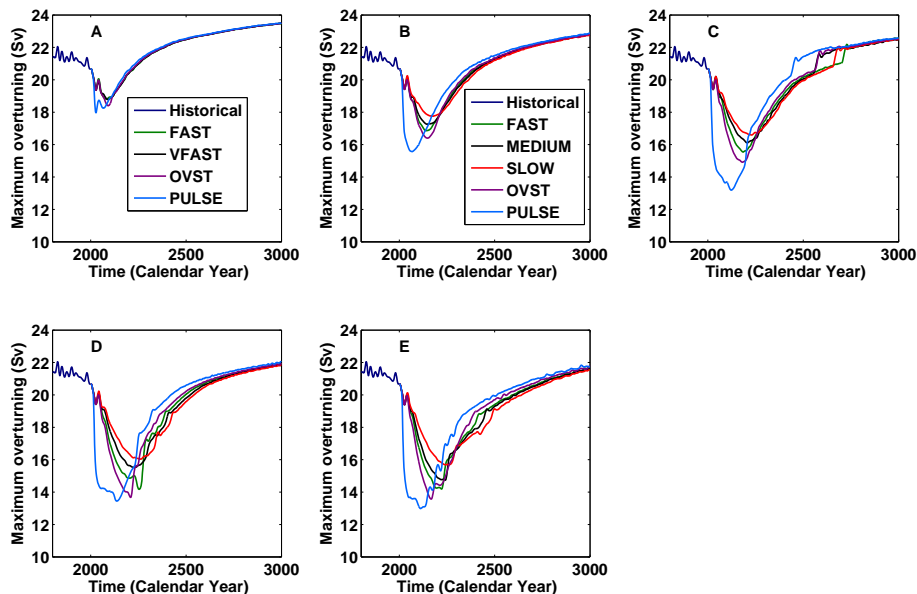 A
Maximum overturning (Sv)
24
22
20
18
16
14
12
10
Historical
FAST
VFAST
OVST
PULSE
2000
2500
3000
Time (Calendar Year)
B
Maximum overturning (Sv)
24
22
20
18
16
14
12
10
Historical
FAST
MEDIUM
SLOW
OVST
PULSE
2000
2500
3000
Time (Calendar Year)
C
Maximum overturning (Sv)
24
22
20
18
16
14
12
10
2000
2500
3000
Time (Calendar Year)
D
Maximum overturning (Sv)
24
22
20
18
16
14
12
10
2000
2500
3000
Time (Calendar Year)
E
Maximum overturning (Sv)
24
22
20
18
16
14
12
10
2000
2500
3000
Time (Calendar Year)